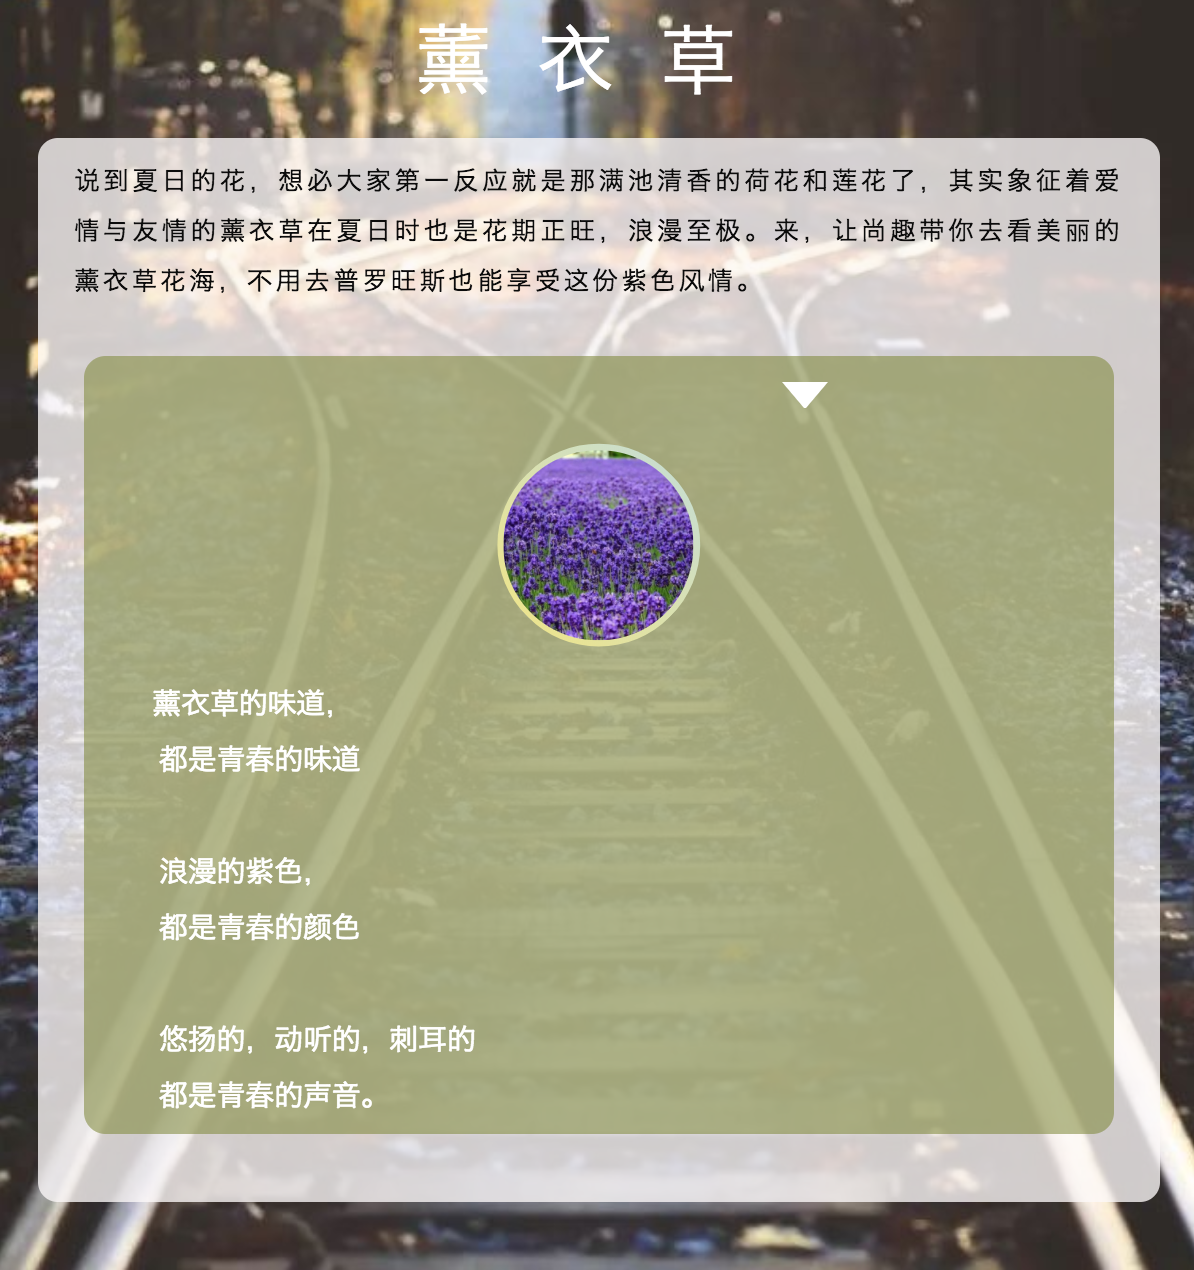 薰衣草
说到夏日的花，想必大家第一反应就是那满池清香的荷花和莲花了，其实象征着爱
情与友情的薰衣草在夏日时也是花期正旺，浪漫至极。来，让尚趣带你去看美丽的
薰衣草花海，不用去普罗旺斯也能享受这份紫色风情。
薰衣草的味道，
都是青春的味道
浪漫的紫色，
都是青春的颜色
悠扬的，动听的，刺耳的
都是青春的声音。